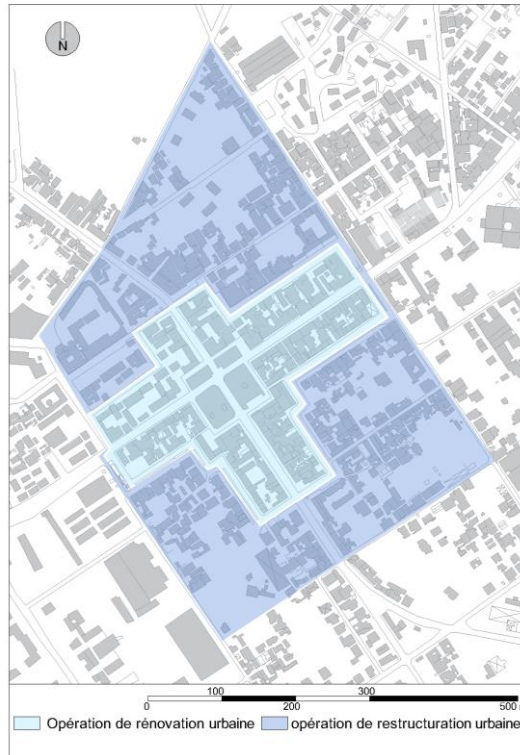 N
100 300
0 200 500
Opération de rénovation urbaine opération de restructuration urbaine